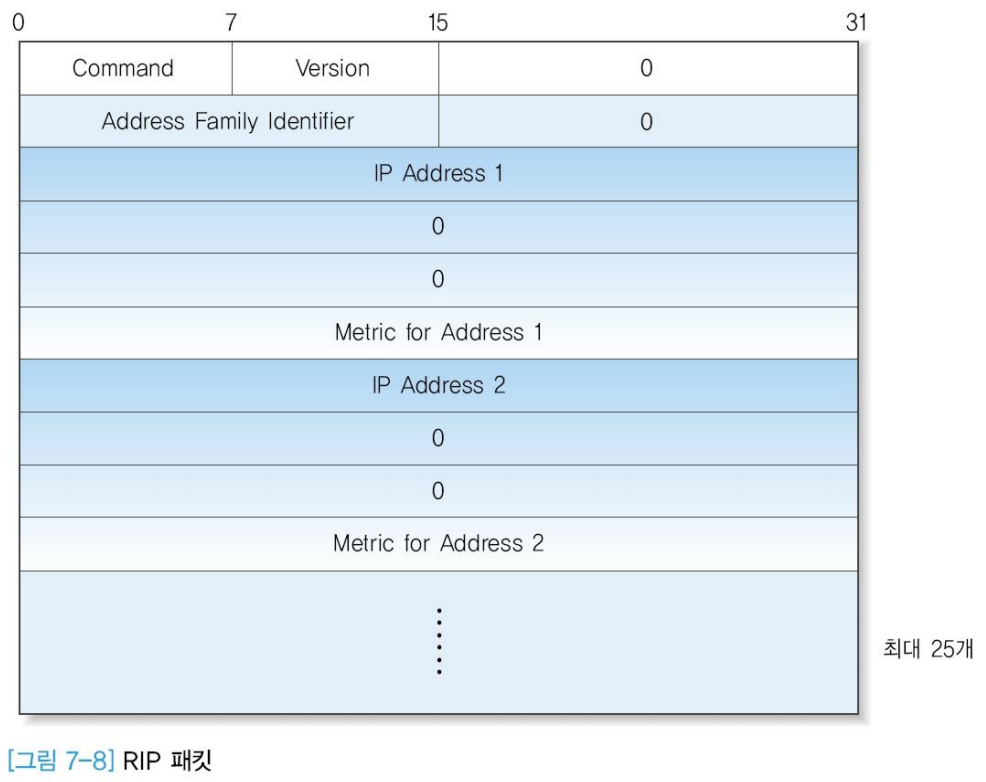 0 7 15 31
Command Version 0
Address Family Identifier 0
IP Address 1
0
0
Metric for Address 1
IP Address 2
0
0
Metric for Address 2
최대 25개
[그림 7-8] RIP 패킷